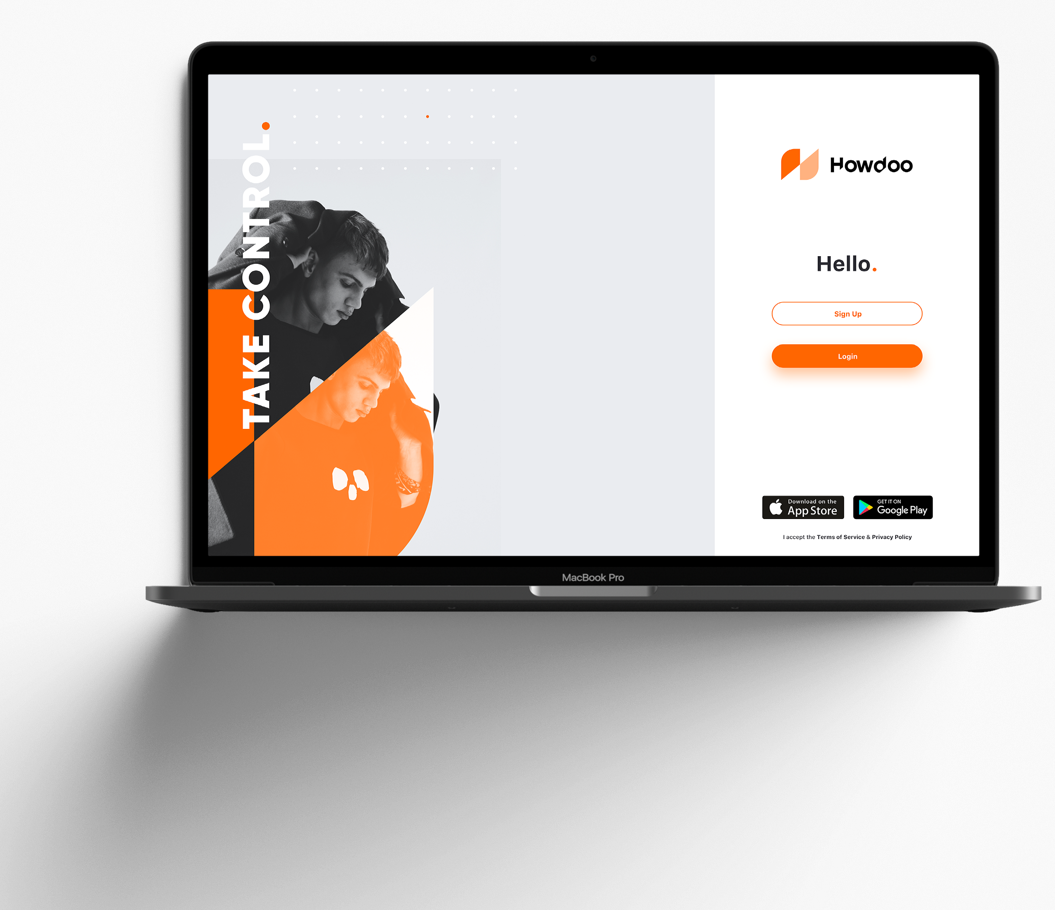 TAKE CONTROL.
Howdoo
Hello.
Sign Up
Login
Download on the
App Store
GET IT ON
Google Play
I accept the Terms of Service & Privacy Policy
MacBook Pro